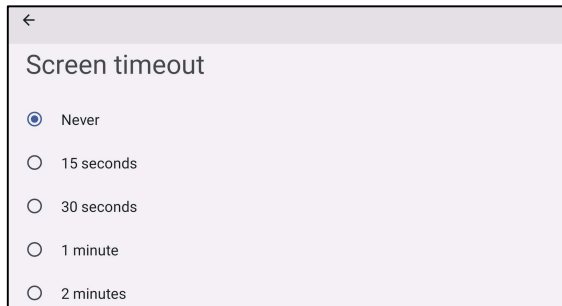 Screen timeout
Never
15 seconds
30 seconds
1 minute
2 minutes